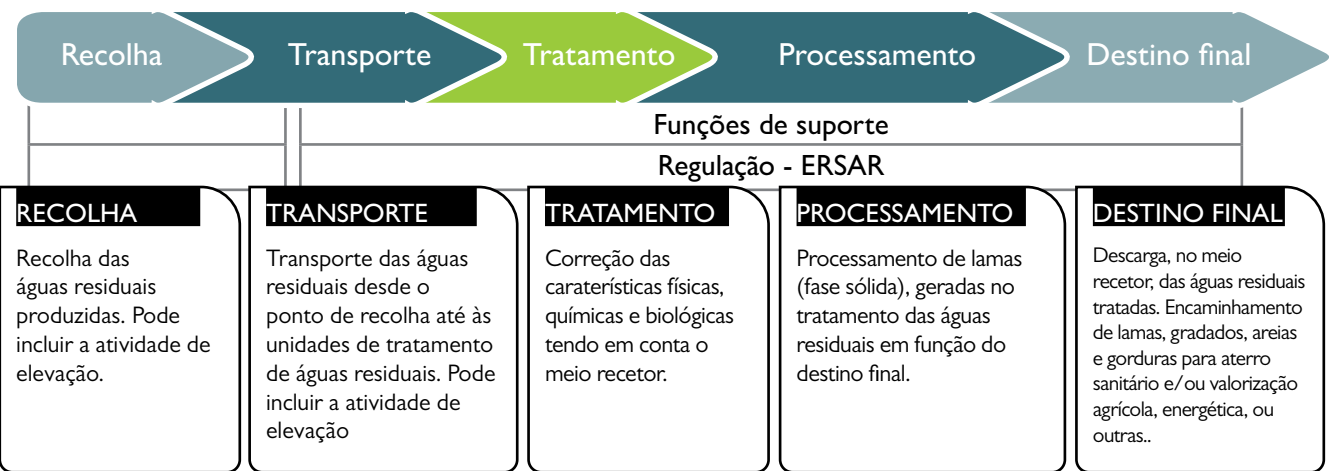 Recolha
Transporte
Tratamento
Processamento
Destino final
Funções de suporte
Regulação - ERSAR
RECOLHA
Recolha das
águas residuais
produzidas. Pode
incluir a atividade de
elevação.
TRANSPORTE
Transporte das águas
residuais desde o
ponto de recolha até às
unidades de tratamento
de águas residuais. Pode
incluir a atividade de
elevação
TRATAMENTO
Correção das
caraterísticas físicas,
químicas e biológicas
tendo em conta o
meio recetor.
PROCESSAMENTO
Processamento de lamas
(fase sólida), geradas no
tratamento das águas
residuais em função do
destino final.
DESTINO FINAL
Descarga, no meio
recetor, das águas residuais
tratadas. Encaminhamento
de lamas, gradados, areias
e gorduras para aterro
sanitário e/ou valorização
agrícola, energética, ou
outras..